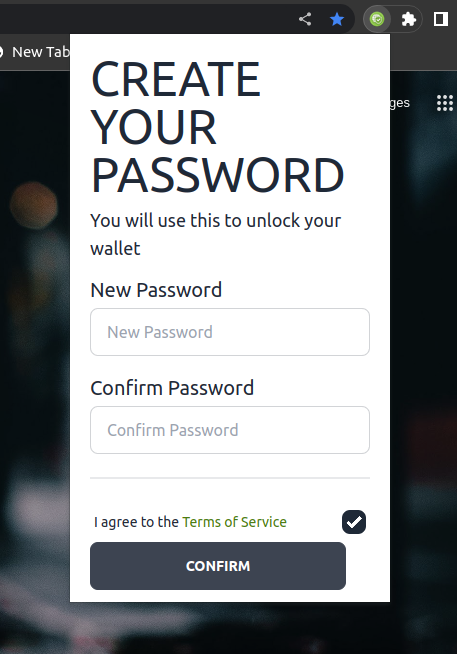 New Tab
ges
CREATE
YOUR
PASSWORD
You will use this to unlock your
wallet
New Password
New Password
Confirm Password
Confirm Password
I agree to the Terms of Service
CONFIRM